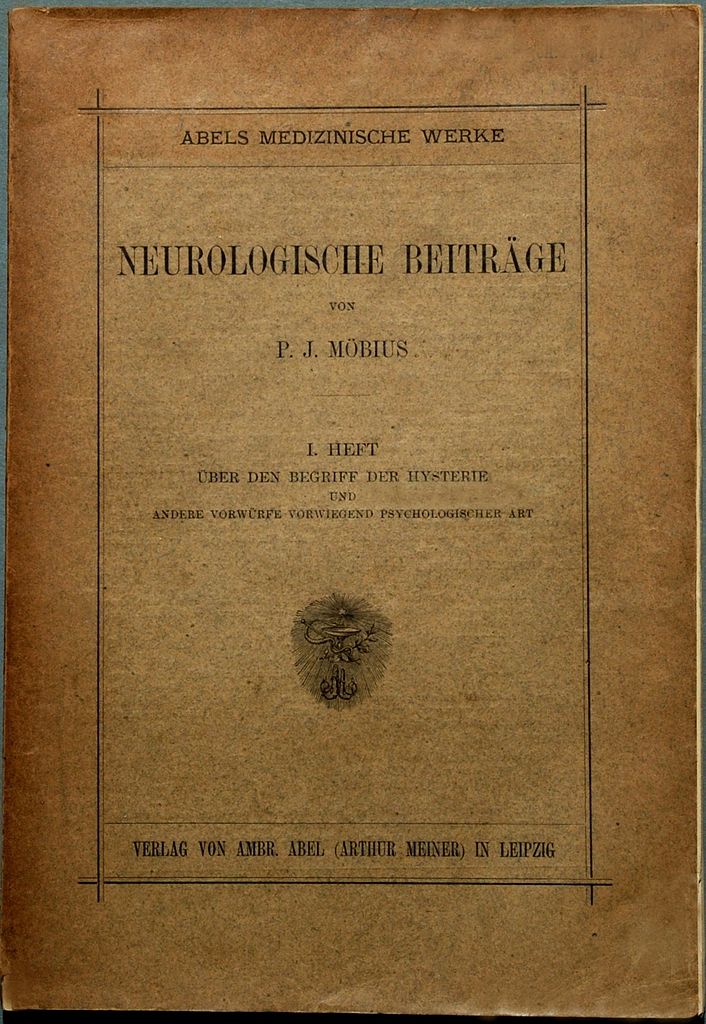 ABELS MEDIZINISCHE WERKE
NEUROLOGISCHE BEITRÄGE
VON
P. J. MÖBIUS
I. HEFT
ÜBER DEN BEGRIFF DER HYSTERIE
UND
ANDERE VORWÜRFE VORWIEGEND PSYCHOLOGISCHER ART
VERLAG VON AMBR. ABEL (ARTHUR MEINER) IN LEIPZIG